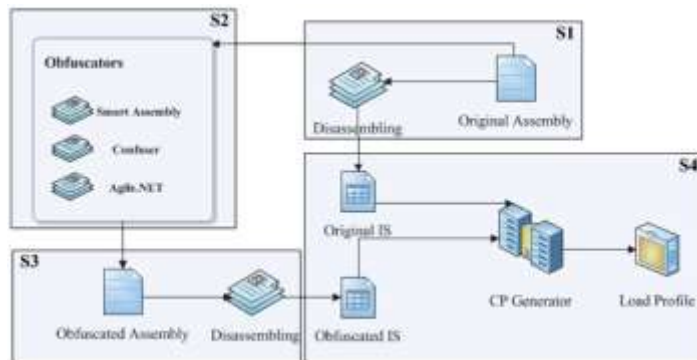 S2
Obfuscators
Smart Assembly
Confuser
Agile.NET
S1
Disassembling
Original Assembly
S4
Original IS
CP Generator
Load Profile
S3
Obfuscated Assembly
Disassembling
Obfuscated IS